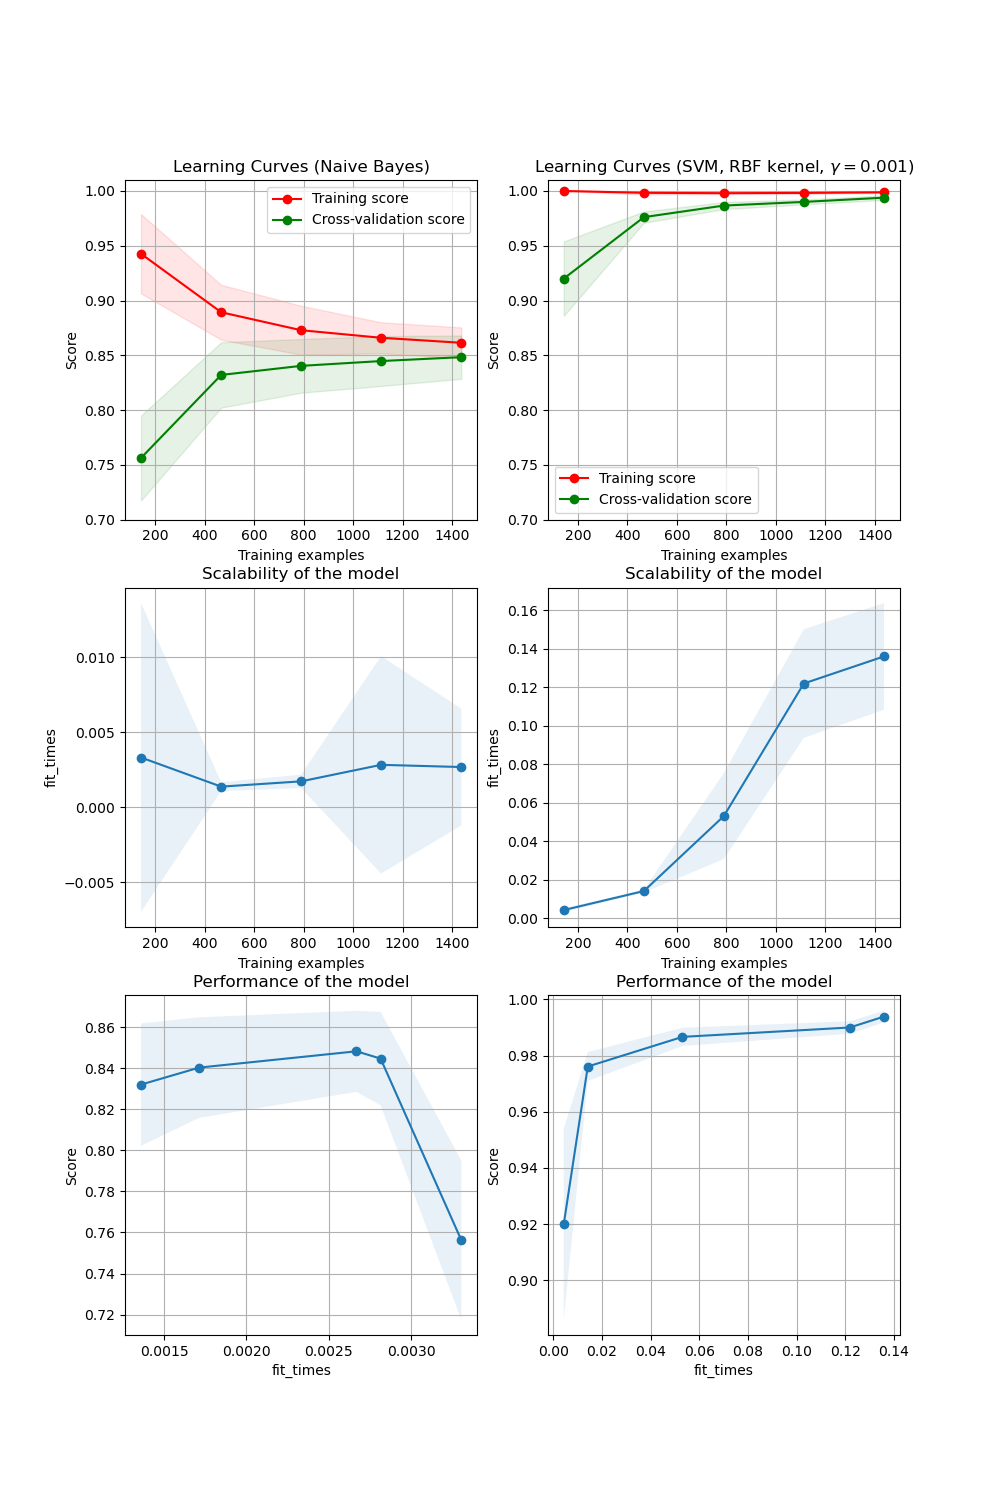 Learning Curves (Naive Bayes)
1.00
0.95
0.90
0.85
0.80
0.75
0.70
Score
Training score
Cross-validation score
200 400 600 800 1000 1200 1400
Training examples
Learning Curves (SVM, RBF kernel, γ = 0.001)
1.00
0.95
0.90
0.85
0.80
0.75
0.70
Score
Training score
Cross-validation score
200 400 600 800 1000 1200 1400
Training examples
Scalability of the model
0.010
0.005
0.000
−0.005
fit_times
200 400 600 800 1000 1200 1400
Training examples
Scalability of the model
0.16
0.14
0.12
0.10
0.08
0.06
0.04
0.02
0.00
fit_times
200 400 600 800 1000 1200 1400
Training examples
Performance of the model
0.86
0.84
0.82
0.80
0.78
0.76
0.74
0.72
Score
0.0015 0.0020 0.0025 0.0030
fit_times
Performance of the model
1.00
0.98
0.96
0.94
0.92
0.90
Score
0.00 0.02 0.04 0.06 0.08 0.10 0.12 0.14
fit_times